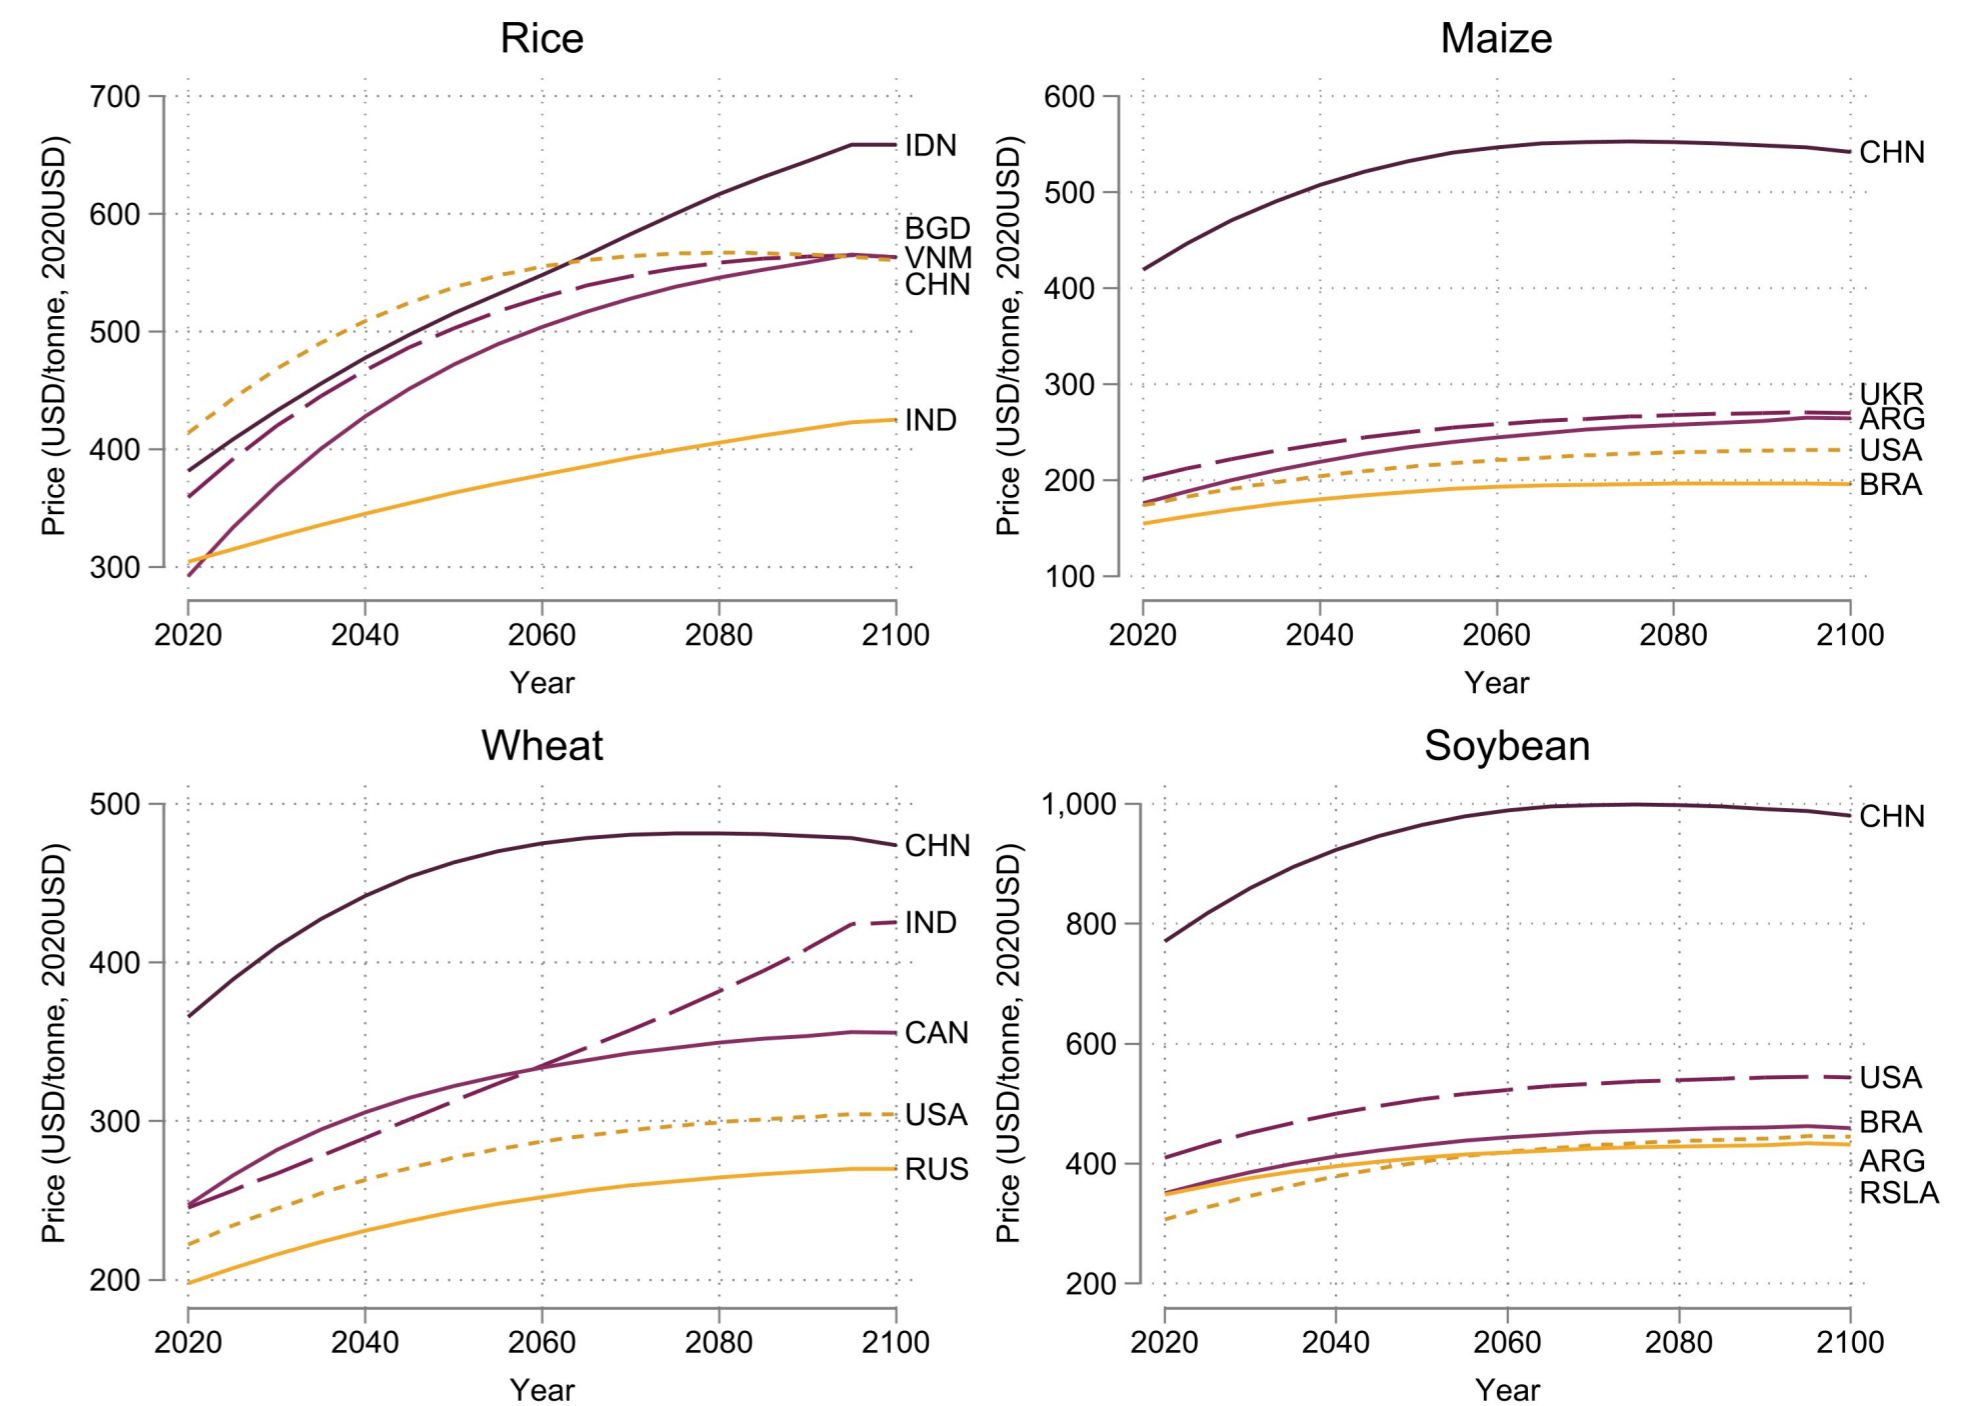 Rice
Price (USD/tonne, 2020USD)
700
600
500
400
300
IDN
BGD
VNM
CHN
IND
2020 2040 2060 2080 2100
Year
Maize
Price (USD/tonne, 2020USD)
600
500
400
300
200
100
CHN
UKR
ARG
USA
BRA
2020 2040 2060 2080 2100
Year
Wheat
Price (USD/tonne, 2020USD)
500
400
300
200
CHN
IND
CAN
USA
RUS
2020 2040 2060 2080 2100
Year
Soybean
Price (USD/tonne, 2020USD)
1,000
800
600
400
200
CHN
USA
BRA
ARG
RSLA
2020 2040 2060 2080 2100
Year